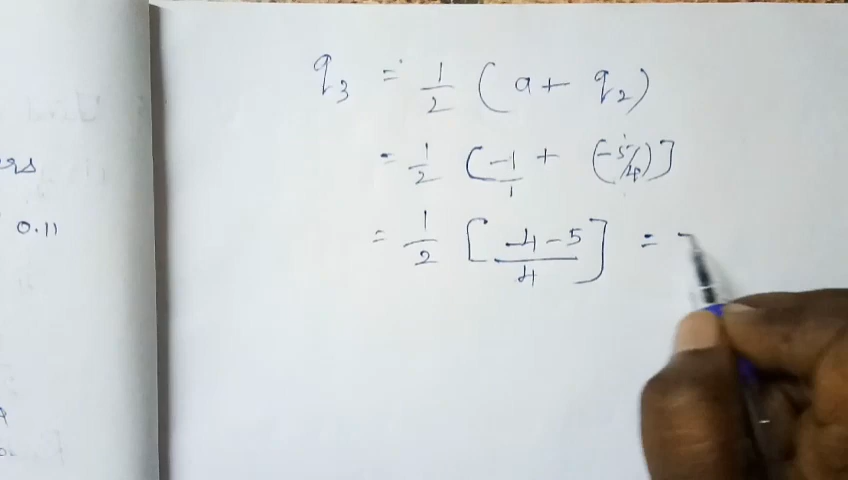 q₃ = 1/2 (a + q₂)
= 1/2 [-1/1 + (-5/4)]
= 1/2 [(-4-5)/4] = -
0.11